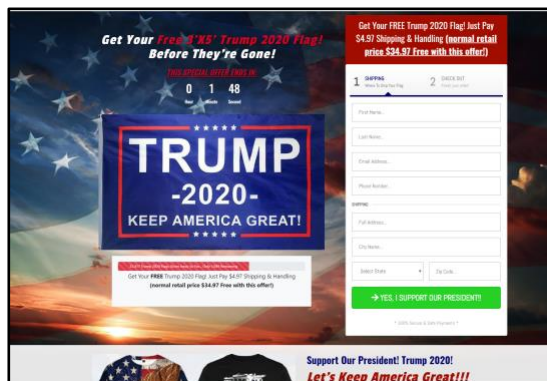 Get Your Free 3'X5' Trump 2020 Flag!
Before They're Gone!
THIS SPECIAL OFFER ENDS IN
0 1 48
Hour Minute Second
TRUMP
-2020-
KEEP AMERICA GREAT!
Get Your FREE Trump 2020 Flag! Just Pay $4.97 Shipping & Handling
(normal retail price $34.97 Free with this offer!)
Get Your FREE Trump 2020 Flag! Just Pay
$4.97 Shipping & Handling (normal retail
price $34.97 Free with this offer!)
1 SHIPPING
2 CHECK OUT
First Name...
Last Name...
Email Address...
Phone Number...
SHIPPING
Full Address...
City Name...
Select State
Zip Code...
→ YES, I SUPPORT OUR PRESIDENT!!
Support Our President! Trump 2020!
Let's Keep America Great!!!